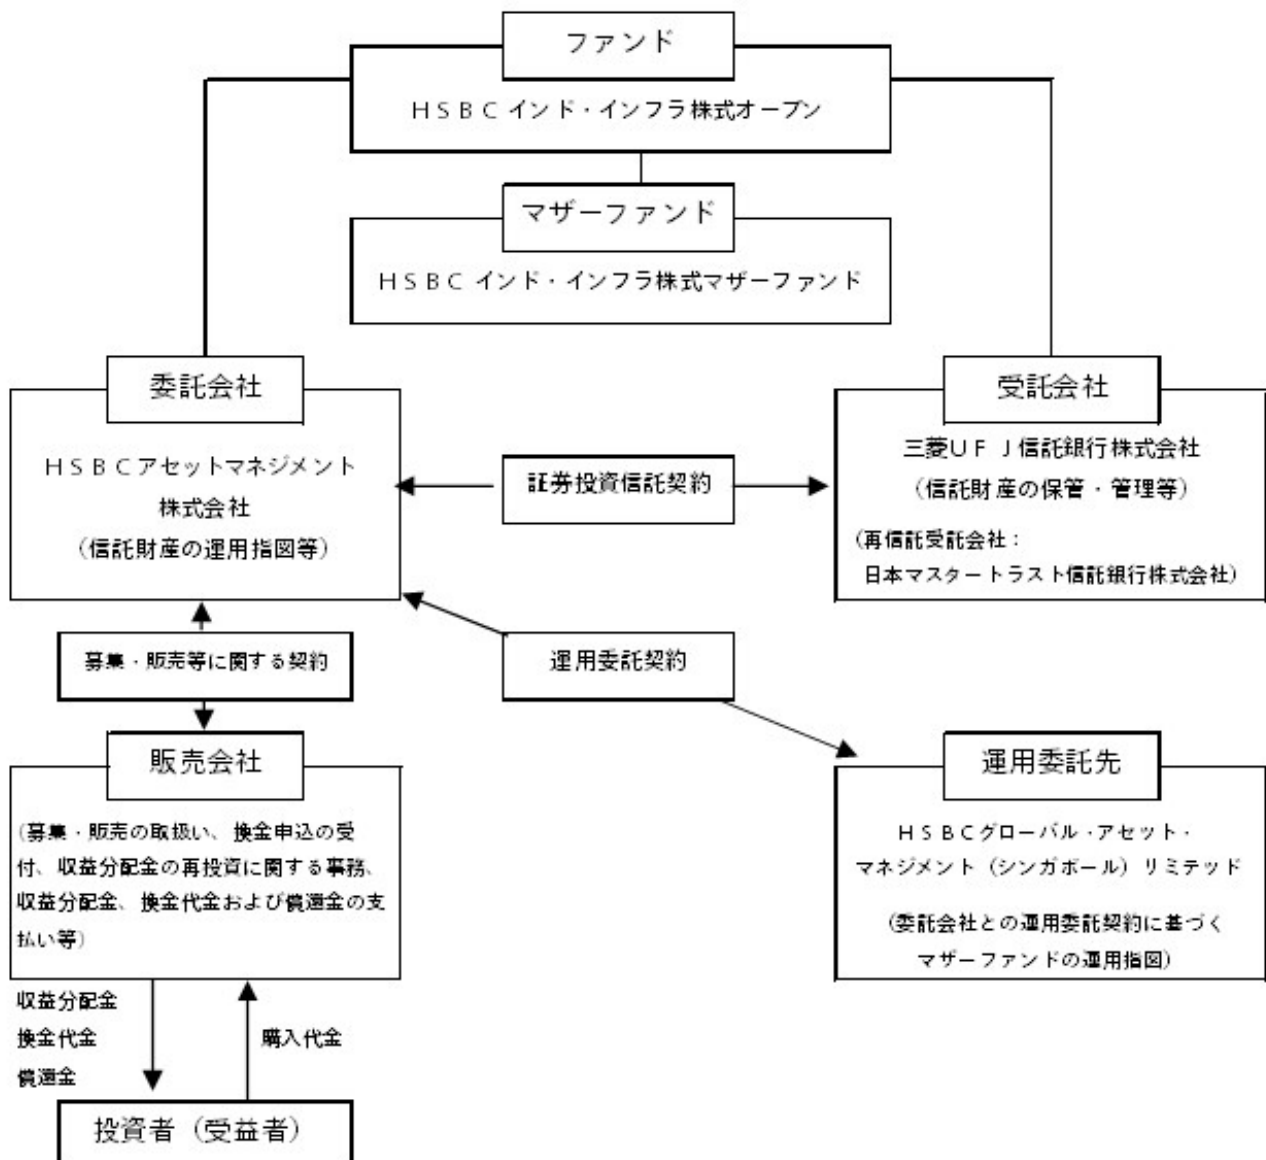 ファンド
HSBC インド・インフラ株式オープン
マザーファンド
HSBC インド・インフラ株式マザーファンド
委託会社
HSBCアセットマネジメント
株式会社
(信託財産の運用指図等)
証券投資信託契約
受託会社
三菱UFJ信託銀行株式会社
(信託財産の保管・管理等)
(再信託受託会社:
日本マスタートラスト信託銀行株式会社)
募集・販売等に関する契約
運用委託契約
販売会社
(募集・販売の取扱い、換金申込の受
付、収益分配金の再投資に関する事務、
収益分配金、換金代金および償還金の支
払い等)
運用委託先
HSBCグローバル・アセット・
マネジメント(シンガポール)リミテッド
(委託会社との運用委託契約に基づく
マザーファンドの運用指図)
収益分配金
換金代金
償還金
購入代金
投資者(受益者)